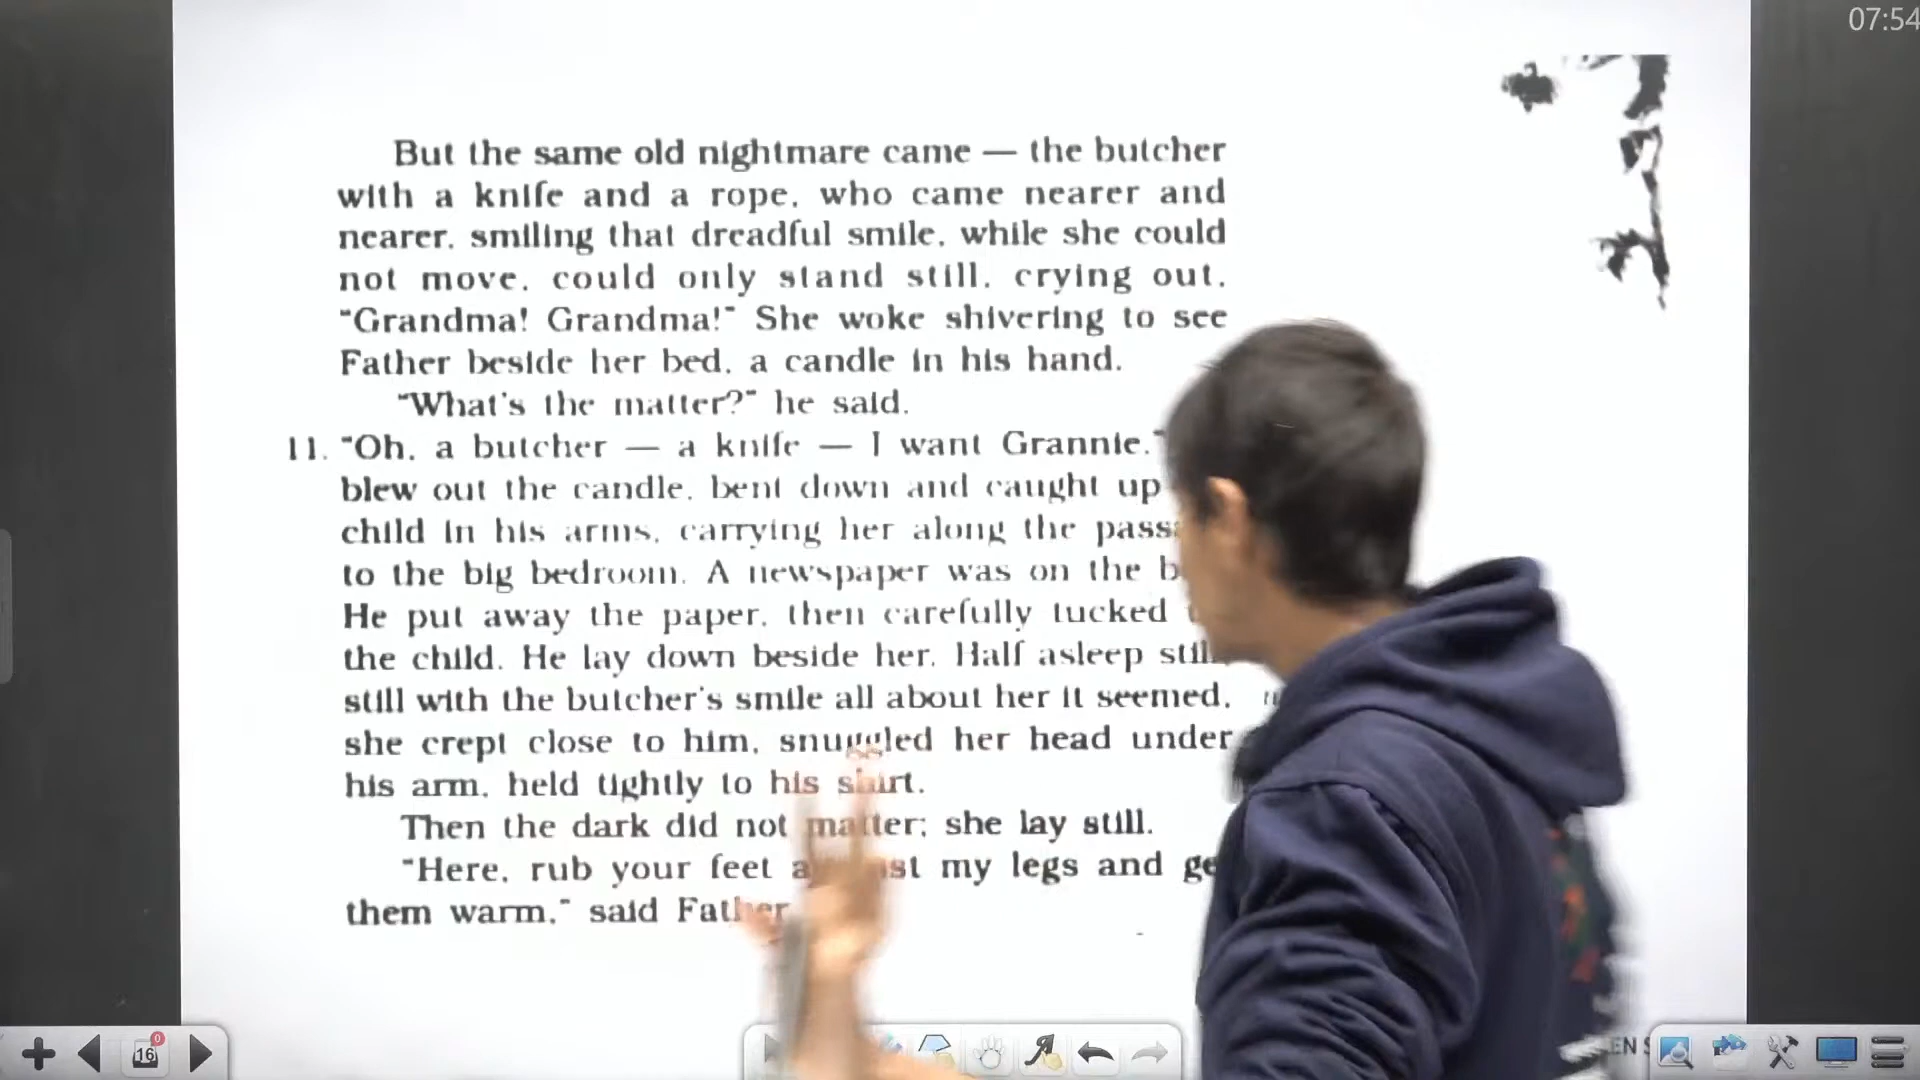 07:54
But the same old nightmare came — the butcher
with a knife and a rope, who came nearer and
nearer, smiling that dreadful smile, while she could
not move, could only stand still, crying out,
"Grandma! Grandma!" She woke shivering to see
Father beside her bed, a candle in his hand.
"What's the matter?" he said.
11. "Oh, a butcher — a knife — I want Grannie."
blew out the candle, bent down and caught up
child in his arms, carrying her along the
to the big bedroom. A newspaper was on the
He put away the paper, then carefully tucked
the child. He lay down beside her. Half asleep still,
still with the butcher's smile all about her it seemed,
she crept close to him, snuggled her head under
his arm, held tightly to his shirt.
Then the dark did not matter; she lay still.
"Here, rub your feet against my legs and
them warm," said Father
16
0
EN